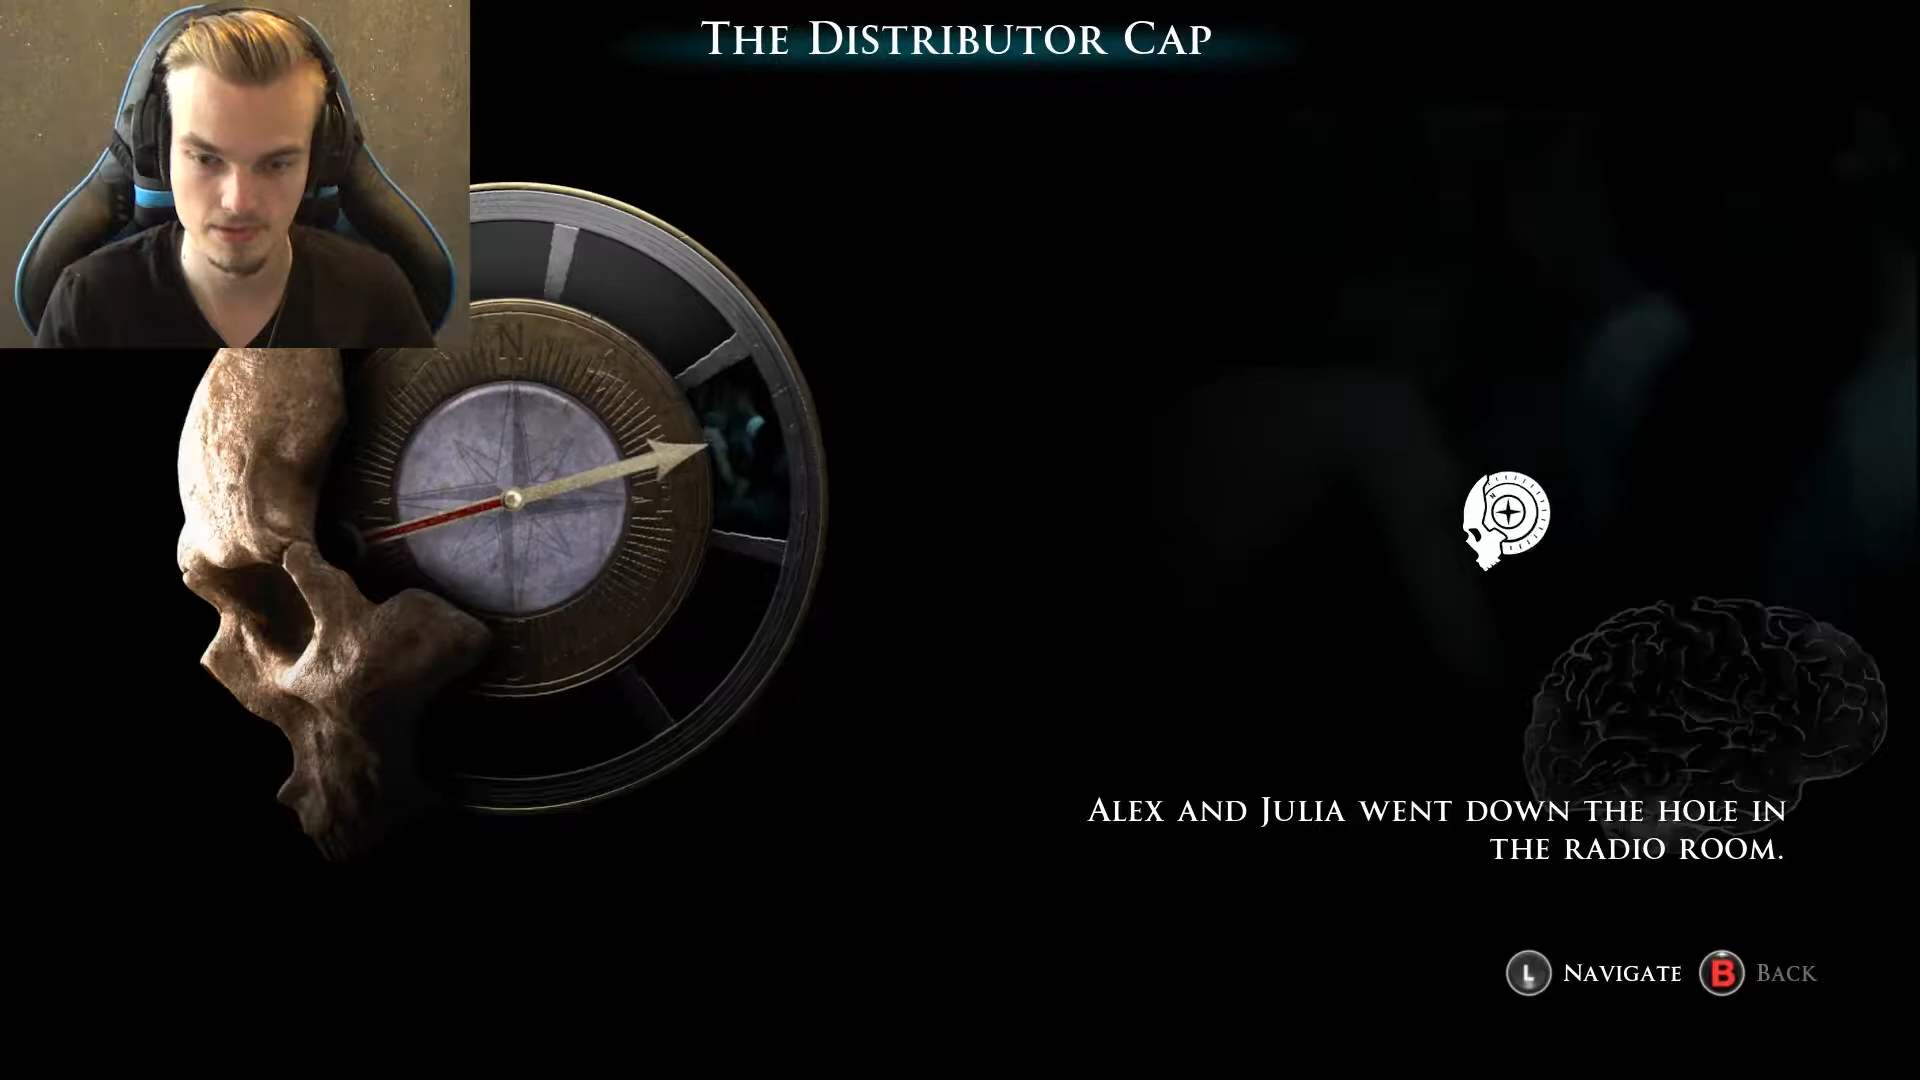 The Distributor Cap
N
S
Alex and Julia went down the hole in
the radio room.
L Navigate B Back